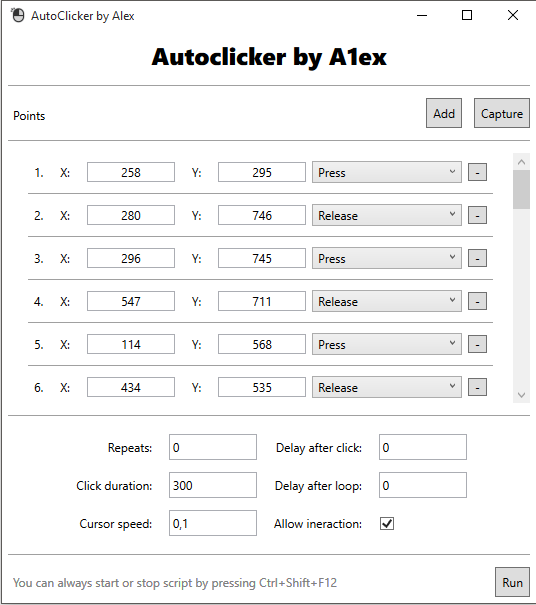 AutoClicker by Alex
Autoclicker by A1ex
Points Add Capture
1. X: 258 Y: 295 Press -
2. X: 280 Y: 746 Release -
3. X: 296 Y: 745 Press -
4. X: 547 Y: 711 Release -
5. X: 114 Y: 568 Press -
6. X: 434 Y: 535 Release -
Repeats: 0 Delay after click: 0
Click duration: 300 Delay after loop: 0
Cursor speed: 0,1 Allow ineraction:
You can always start or stop script by pressing Ctrl+Shift+F12 Run